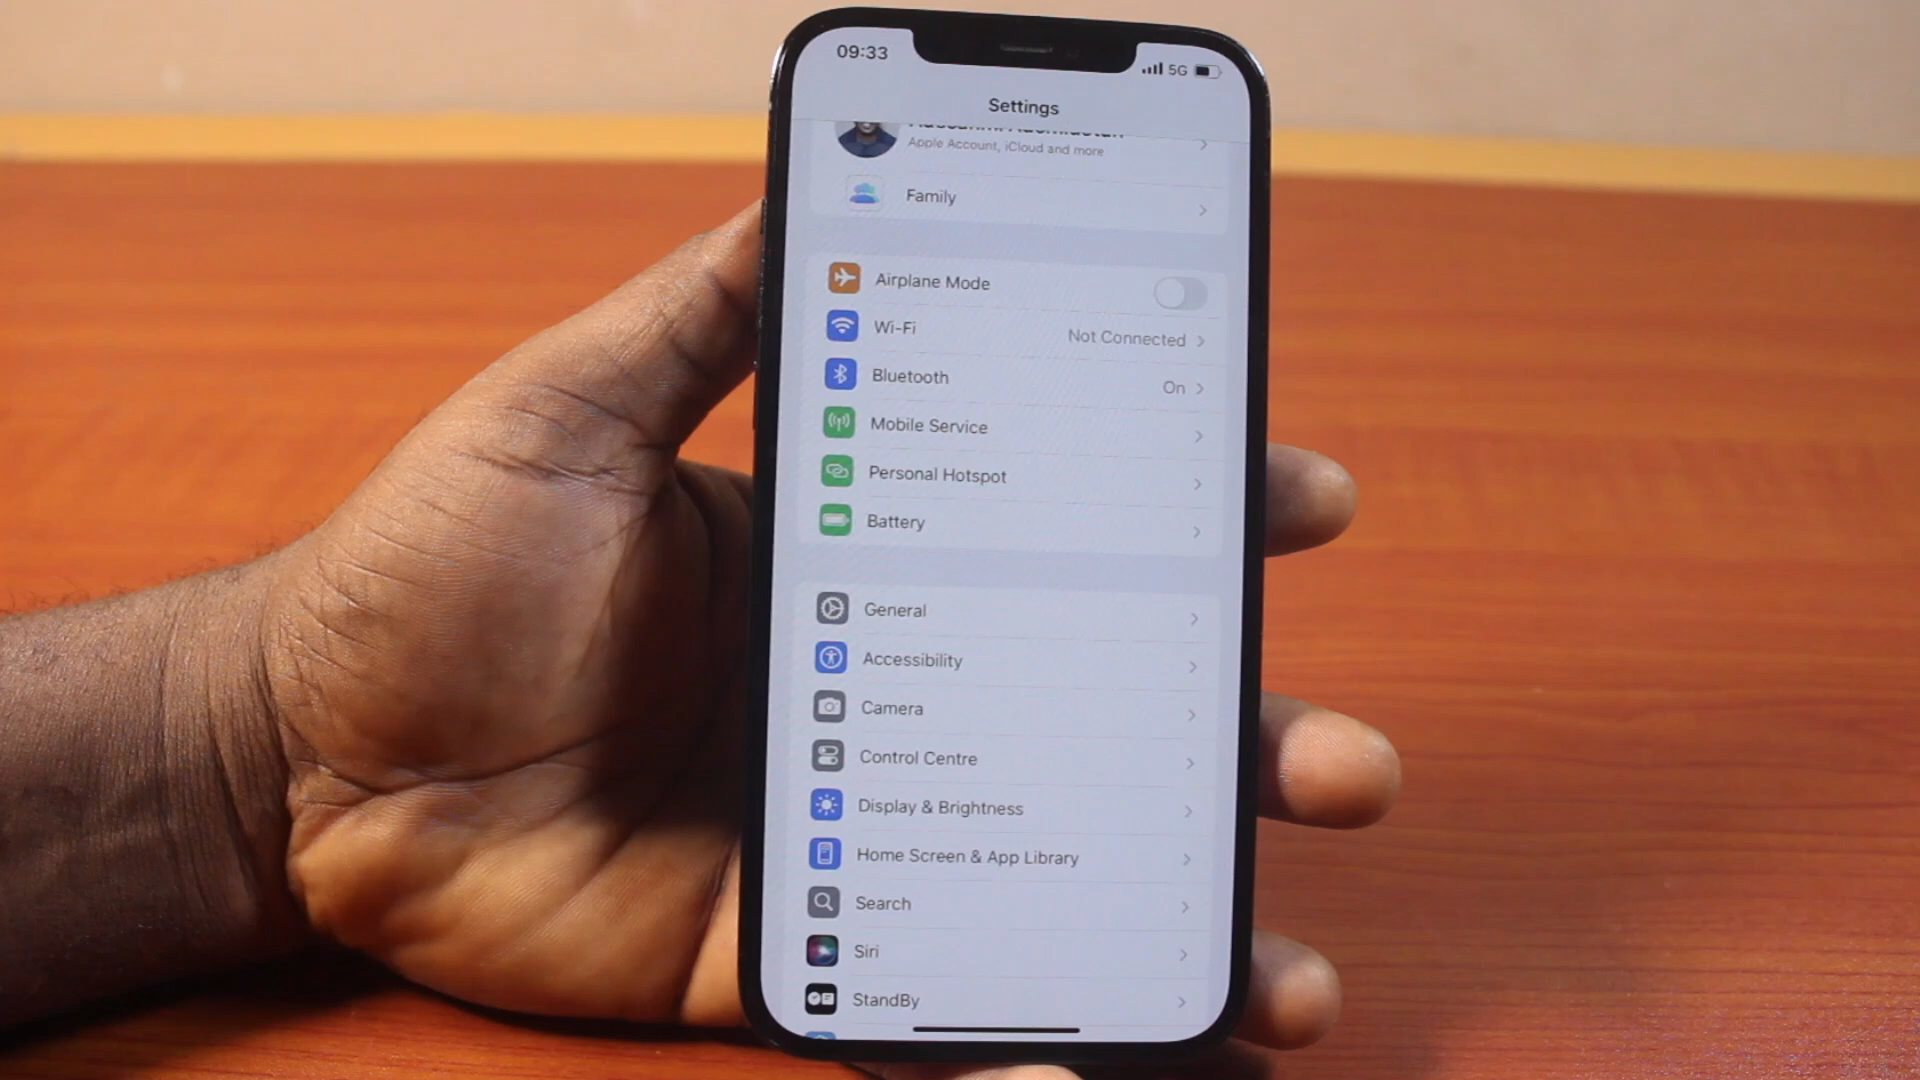 09:33
5G
Settings
Apple Account, iCloud and more
Family
Airplane Mode
Wi-Fi
Not Connected
Bluetooth
On
Mobile Service
Personal Hotspot
Battery
General
Accessibility
Camera
Control Centre
Display & Brightness
Home Screen & App Library
Search
Siri
StandBy